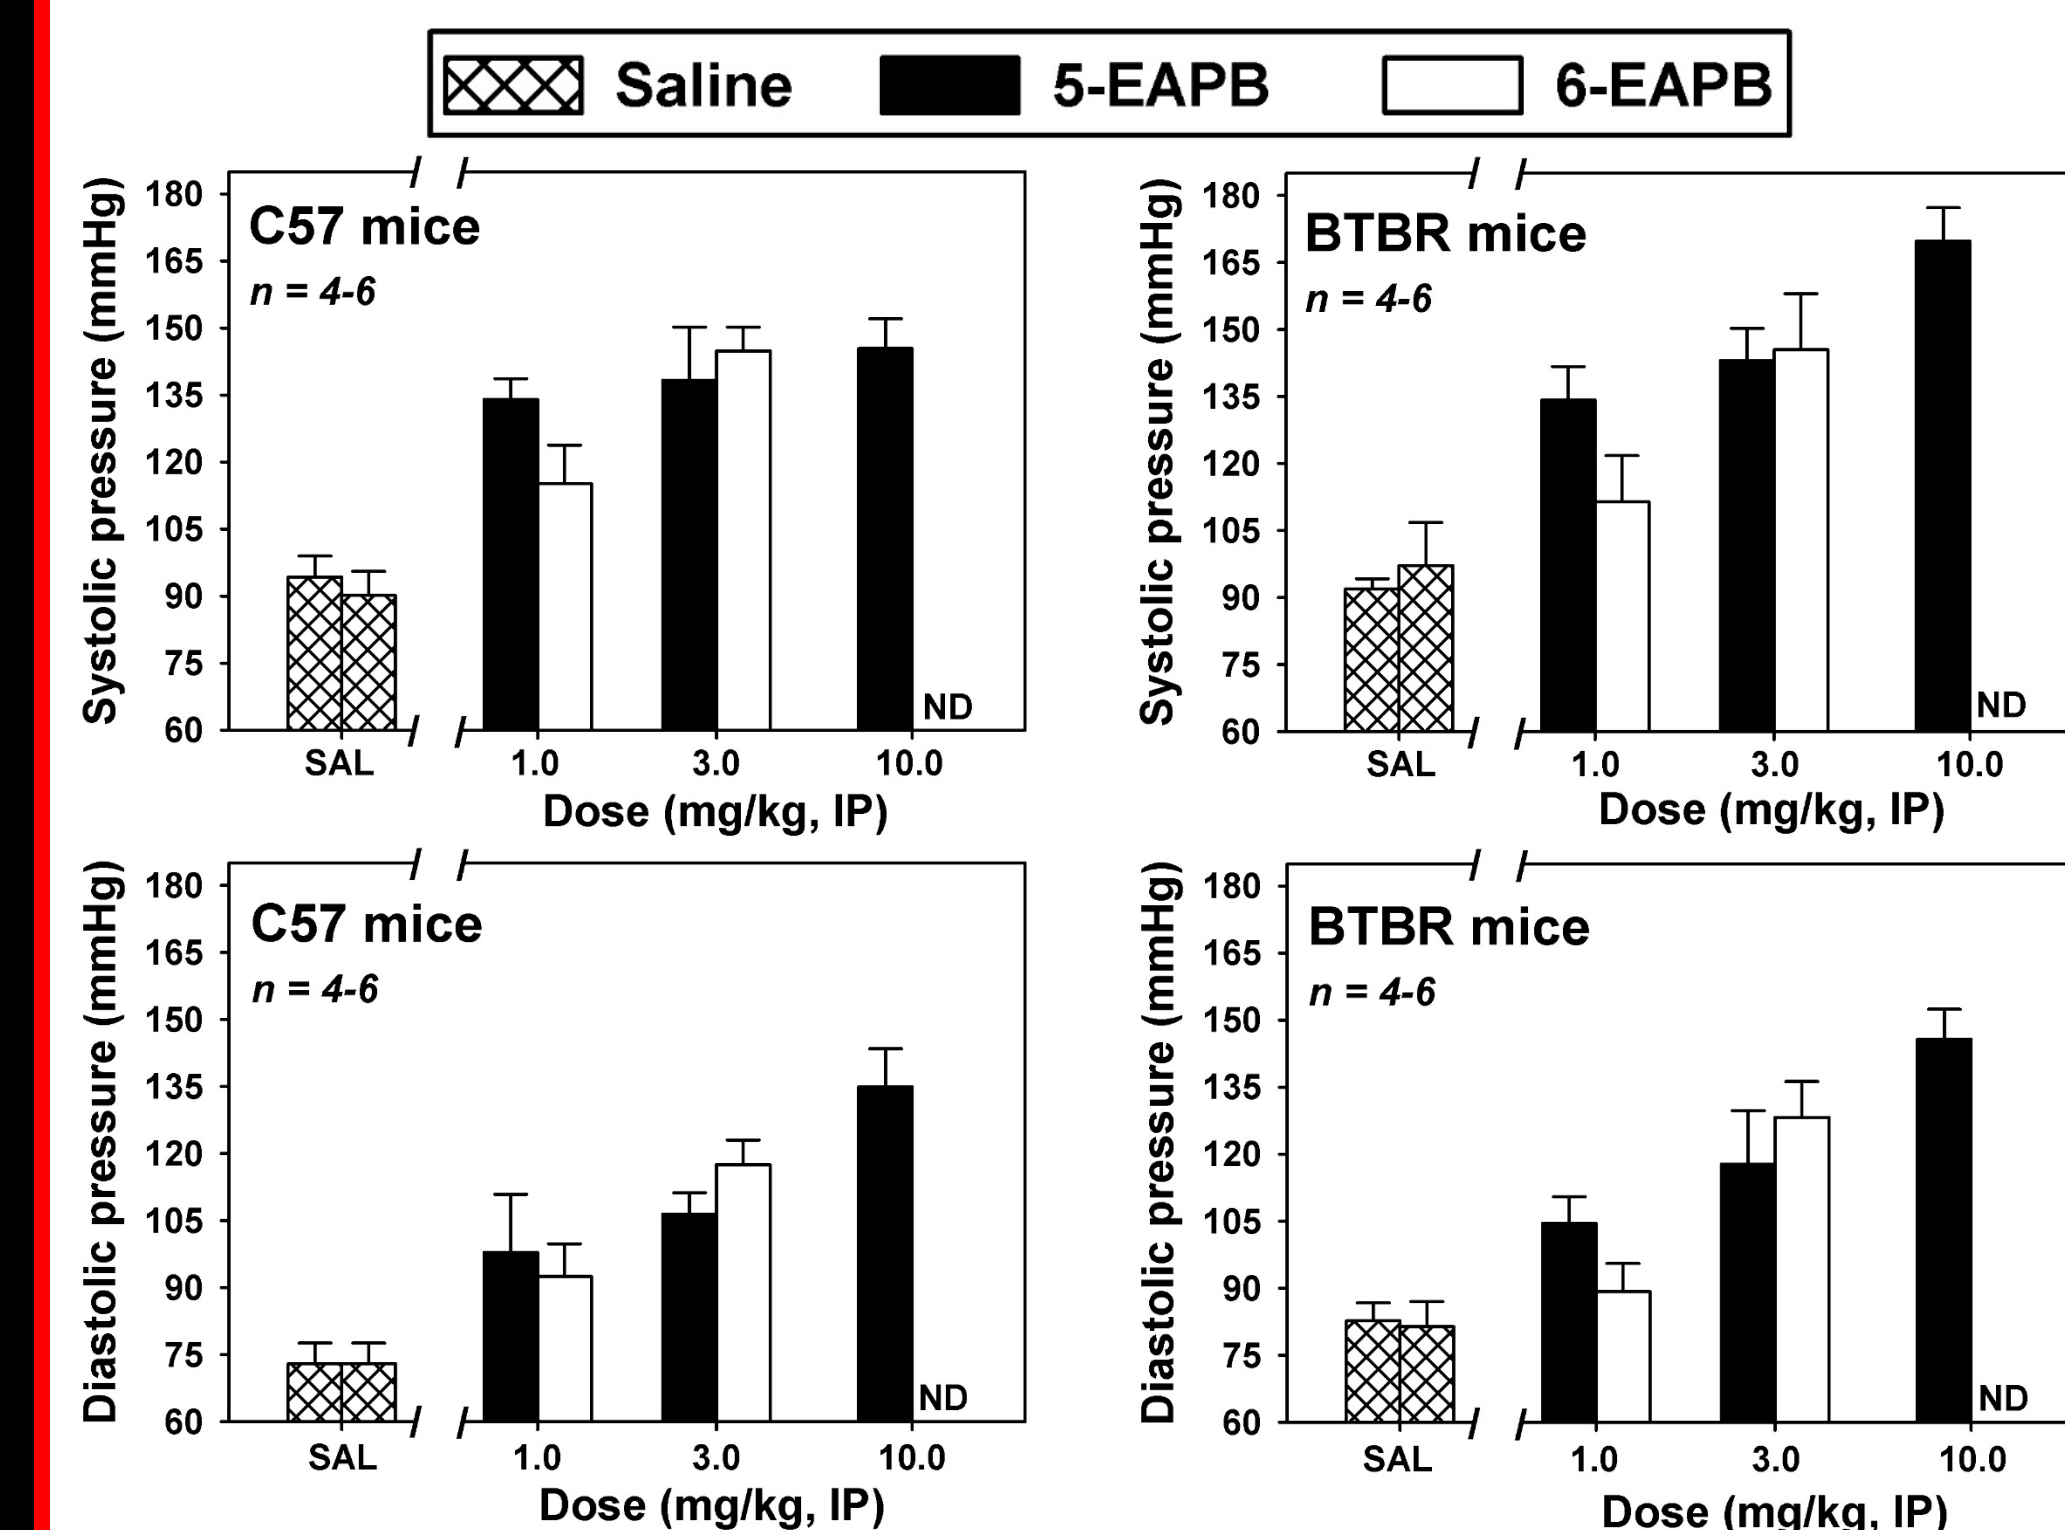 Saline 5-EAPB 6-EAPB
Systolic pressure (mmHg)
180
165
150
135
120
105
90
75
60
C57 mice
n = 4-6
ND
SAL 1.0 3.0 10.0
Dose (mg/kg, IP)
Systolic pressure (mmHg)
180
165
150
135
120
105
90
75
60
BTBR mice
n = 4-6
ND
SAL 1.0 3.0 10.0
Dose (mg/kg, IP)
Diastolic pressure (mmHg)
180
165
150
135
120
105
90
75
60
C57 mice
n = 4-6
ND
SAL 1.0 3.0 10.0
Dose (mg/kg, IP)
Diastolic pressure (mmHg)
180
165
150
135
120
105
90
75
60
BTBR mice
n = 4-6
ND
SAL 1.0 3.0 10.0
Dose (mg/kg, IP)